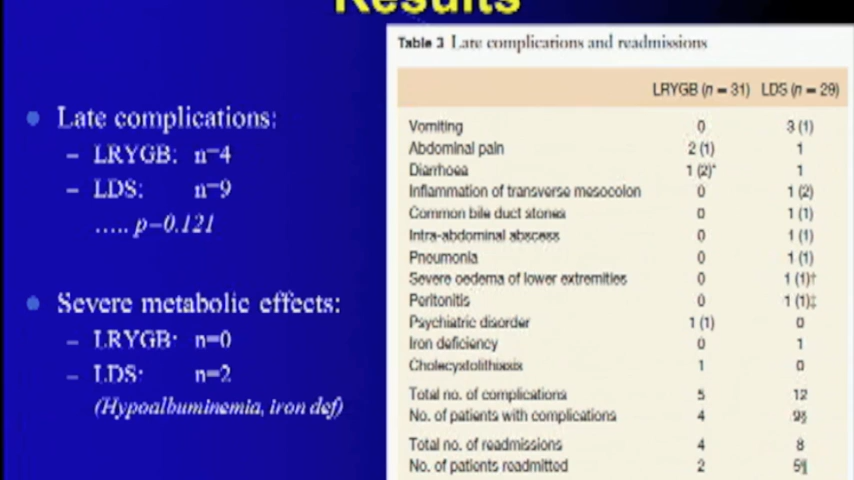 Results
Late complications:
– LRYGB: n=4
– LDS: n=9
..... p=0.121
Severe metabolic effects:
– LRYGB: n=0
– LDS: n=2
(Hypoalbuminemia, iron def)
Table 3 Late complications and readmissions
LRYGB (n = 31) LDS (n = 29)
Vomiting 0 3 (1)
Abdominal pain 2 (1) 1
Diarrhoea 1 (2)* 1
Inflammation of transverse mesocolon 0 1 (2)
Common bile duct stones 0 1 (1)
Intra-abdominal abscess 0 1 (1)
Pneumonia 0 1 (1)
Severe oedema of lower extremities 0 1 (1)†
Peritonitis 0 1 (1)‡
Psychiatric disorder 1 (1) 0
Iron deficiency 0 1
Cholecystolithiasis 1 0
Total no. of complications 5 12
No. of patients with complications 4 9§
Total no. of readmissions 4 8
No. of patients readmitted 2 5¶